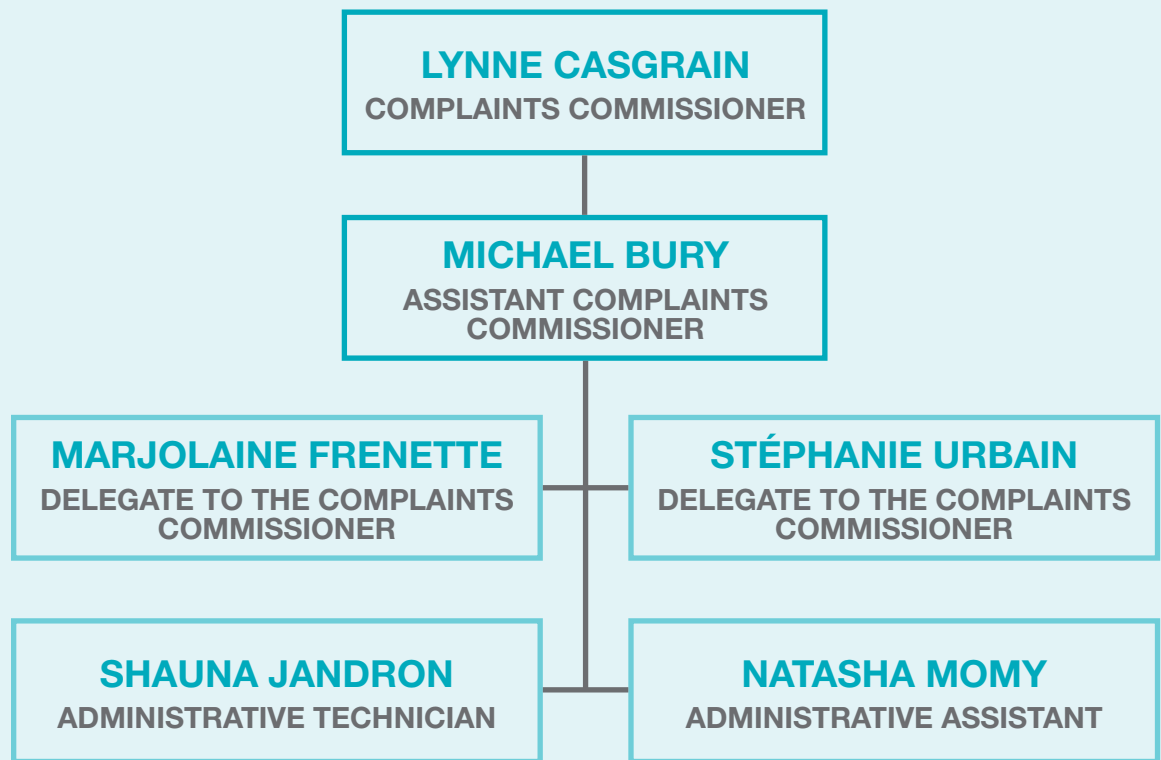 LYNNE CASGRAIN
COMPLAINTS COMMISSIONER
MICHAEL BURY
ASSISTANT COMPLAINTS
COMMISSIONER
MARJOLAINE FRENETTE
DELEGATE TO THE COMPLAINTS
COMMISSIONER
STÉPHANIE URBAIN
DELEGATE TO THE COMPLAINTS
COMMISSIONER
SHAUNA JANDRON
ADMINISTRATIVE TECHNICIAN
NATASHA MOMY
ADMINISTRATIVE ASSISTANT